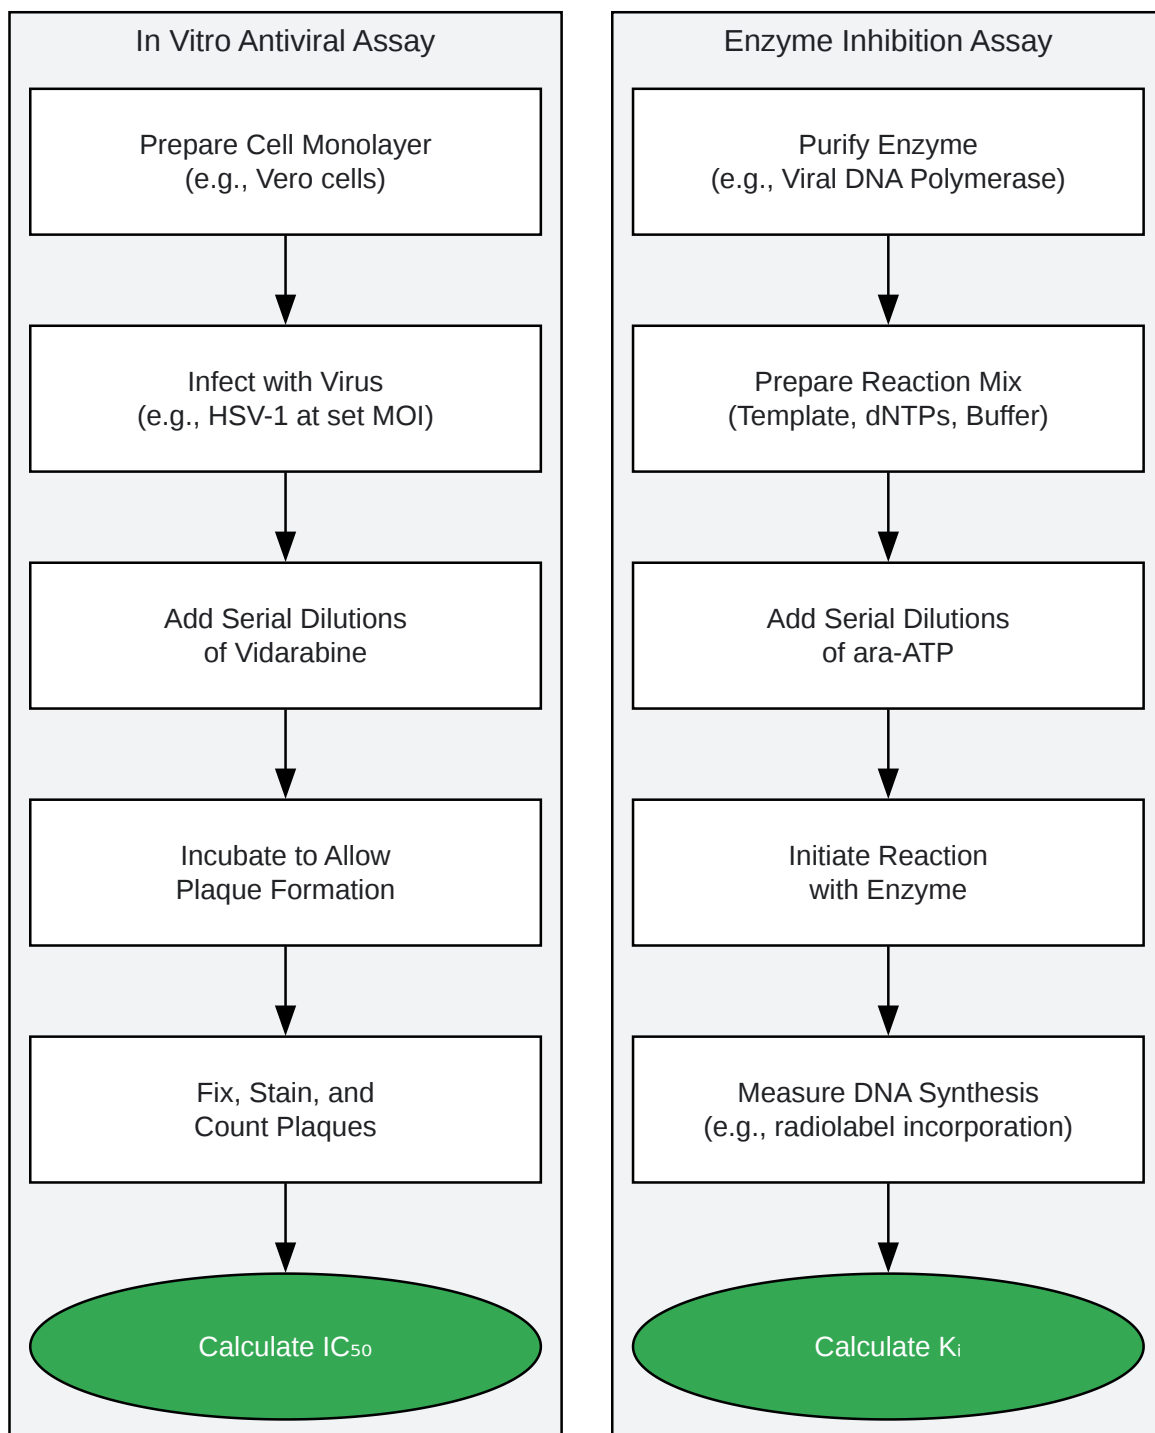 In Vitro Antiviral Assay
Prepare Cell Monolayer
(e.g., Vero cells)
Infect with Virus
(e.g., HSV-1 at set MOI)
Add Serial Dilutions
of Vidarabine
Incubate to Allow
Plaque Formation
Fix, Stain, and
Count Plaques
Calculate IC₅₀
Enzyme Inhibition Assay
Purify Enzyme
(e.g., Viral DNA Polymerase)
Prepare Reaction Mix
(Template, dNTPs, Buffer)
Add Serial Dilutions
of ara-ATP
Initiate Reaction
with Enzyme
Measure DNA Synthesis
(e.g., radiolabel incorporation)
Calculate Kᵢ